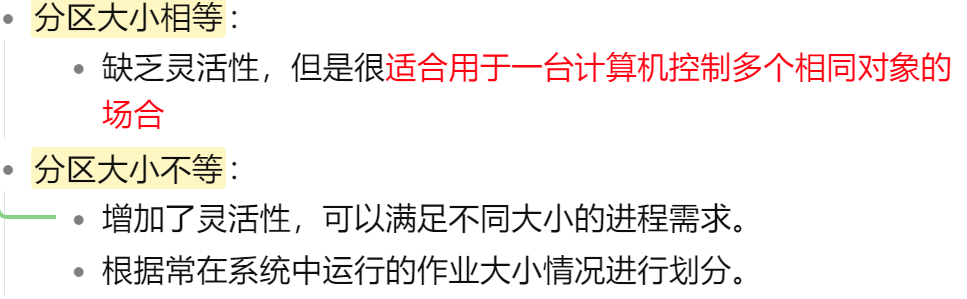 分区大小相等：
缺乏灵活性，但是很适合用于一台计算机控制多个相同对象的
场合
分区大小不等：
增加了灵活性，可以满足不同大小的进程需求。
根据常在系统中运行的作业大小情况进行划分。